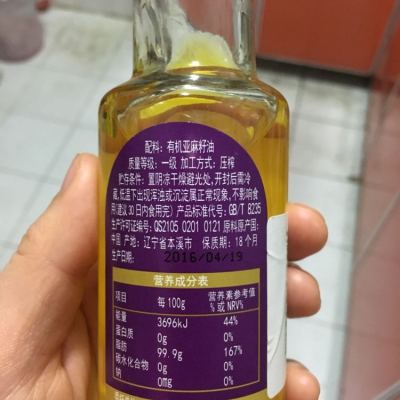 配料: 有机亚麻籽油
质量等级: 一级 加工方式: 压榨
贮存条件: 置阴凉干燥避光处,开封后需冷
藏,低温下出现浑浊或沉淀属正常现象,不影响食
用(建议30日内食用完) 产品标准代号: GB/T 8235
生产许可证编号: QS2105 0201 0121 原料原产国:
中国 产地: 辽宁省本溪市 保质期: 18个月
生产日期: 2016/04/19
营养成分表
项目 每100g 营养素参考值
%或NRV%
能量 3696kJ 44%
蛋白质 0g 0%
脂肪 99.9g 167%
碳水化合物 0g 0%
钠 0mg 0%